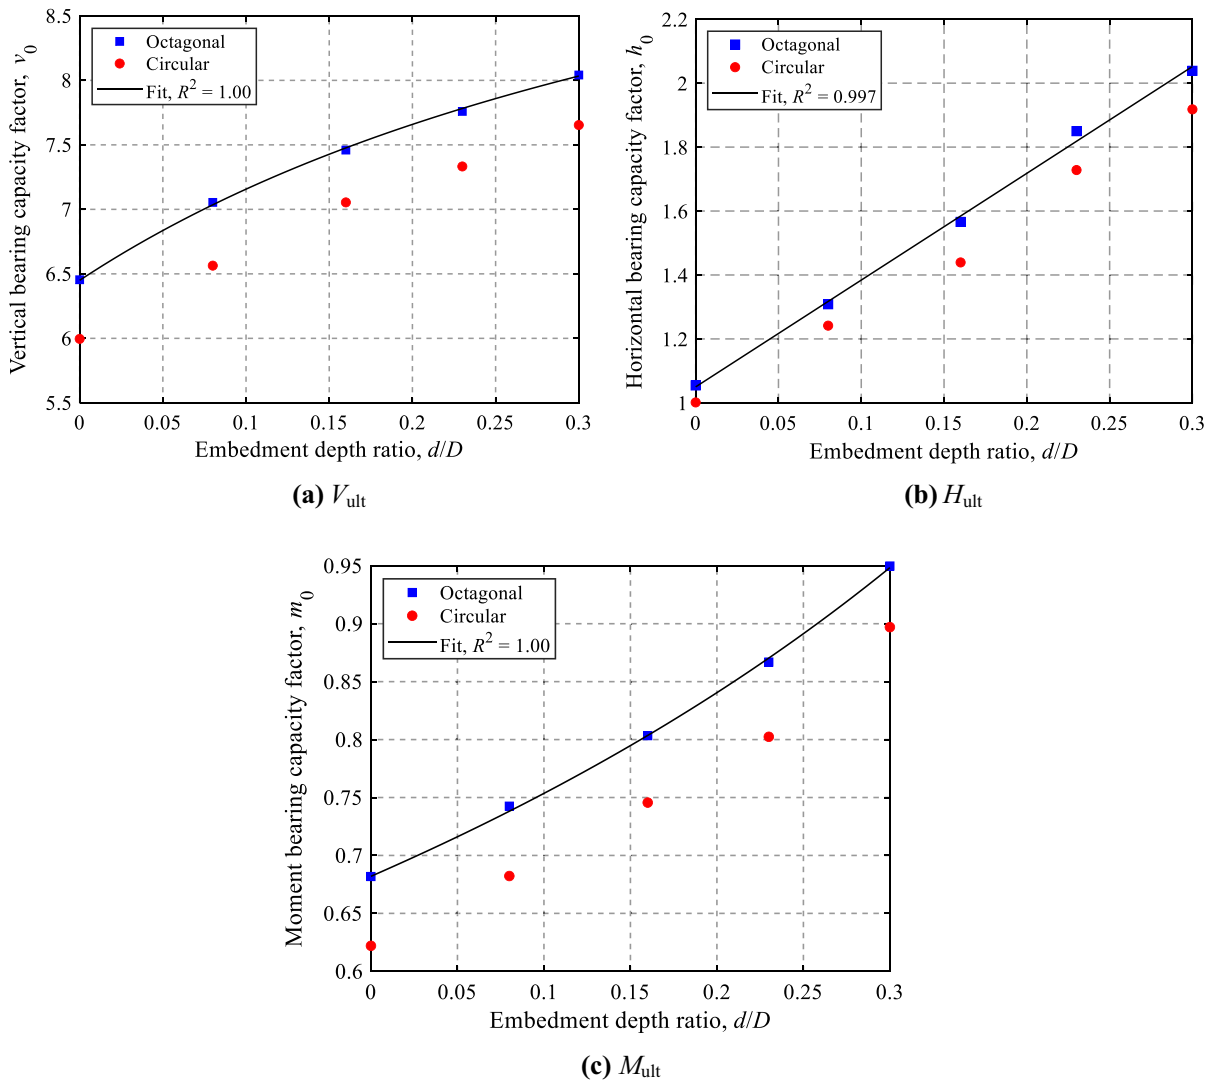 Vertical bearing capacity factor, v₀
8.5
8
7.5
7
6.5
6
5.5
Octagonal
Circular
Fit, R² = 1.00
0 0.05 0.1 0.15 0.2 0.25 0.3
Embedment depth ratio, d/D
(a) Vult
Horizontal bearing capacity factor, h₀
2.2
2
1.8
1.6
1.4
1.2
1
Octagonal
Circular
Fit, R² = 0.997
0 0.05 0.1 0.15 0.2 0.25 0.3
Embedment depth ratio, d/D
(b) Hult
Moment bearing capacity factor, m₀
0.95
0.9
0.85
0.8
0.75
0.7
0.65
0.6
Octagonal
Circular
Fit, R² = 1.00
0 0.05 0.1 0.15 0.2 0.25 0.3
Embedment depth ratio, d/D
(c) Mult